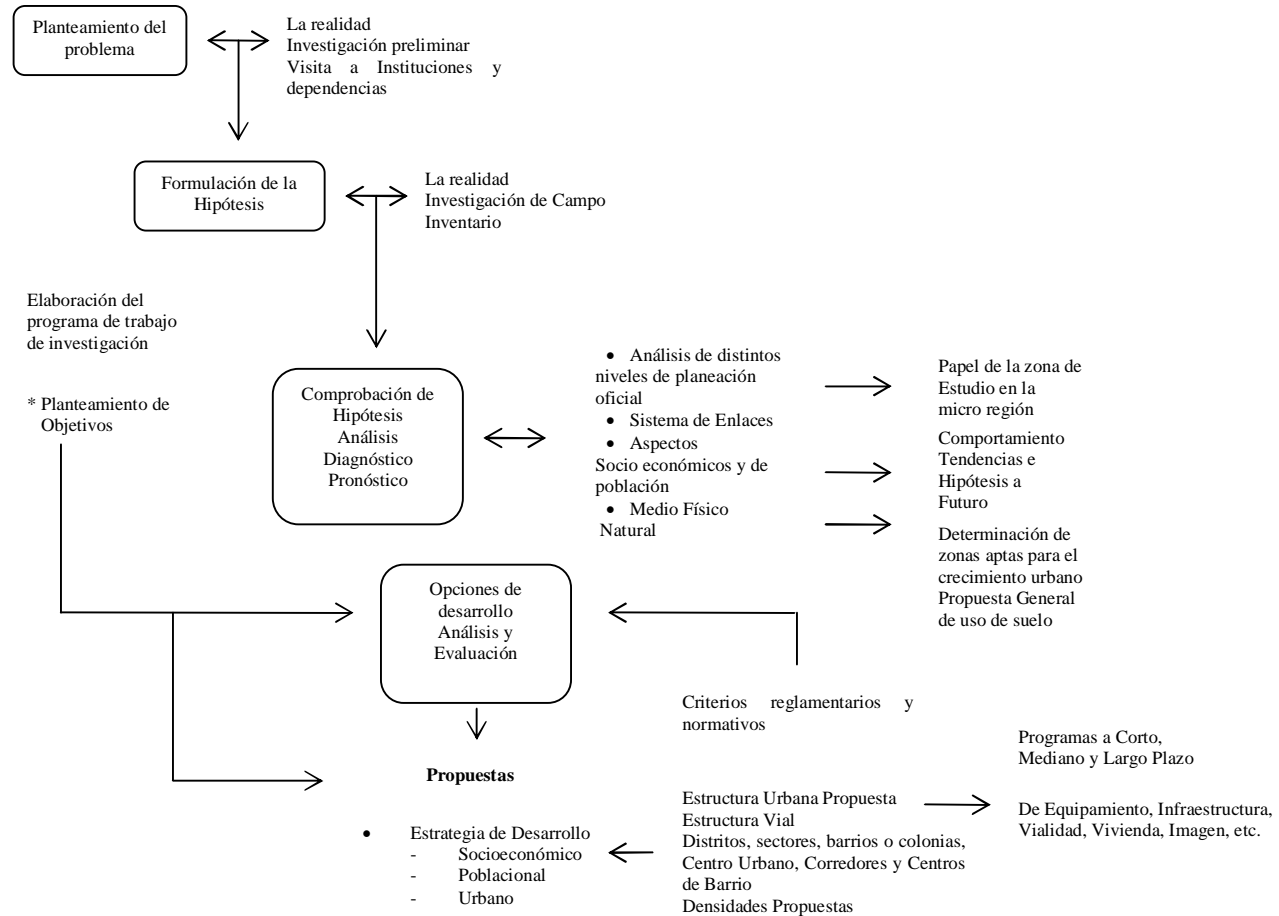 Planteamiento del
problema
La realidad
Investigación preliminar
Visita a Instituciones y
dependencias
Formulación de la
Hipótesis
La realidad
Investigación de Campo
Inventario
Elaboración del
programa de trabajo
de investigación
* Planteamiento de
Objetivos
Comprobación de
Hipótesis
Análisis
Diagnóstico
Pronóstico
• Análisis de distintos
niveles de planeación
oficial
• Sistema de Enlaces
• Aspectos
Socio económicos y de
población
• Medio Físico
Natural
Papel de la zona de
Estudio en la
micro región
Comportamiento
Tendencias e
Hipótesis a
Futuro
Determinación de
zonas aptas para el
crecimiento urbano
Propuesta General
de uso de suelo
Opciones de
desarrollo
Análisis y
Evaluación
Criterios reglamentarios y
normativos
Propuestas
• Estrategia de Desarrollo
- Socioeconómico
- Poblacional
- Urbano
Estructura Urbana Propuesta
Estructura Vial
Distritos, sectores, barrios o colonias,
Centro Urbano, Corredores y Centros
de Barrio
Densidades Propuestas
Programas a Corto,
Mediano y Largo Plazo
De Equipamiento, Infraestructura,
Vialidad, Vivienda, Imagen, etc.